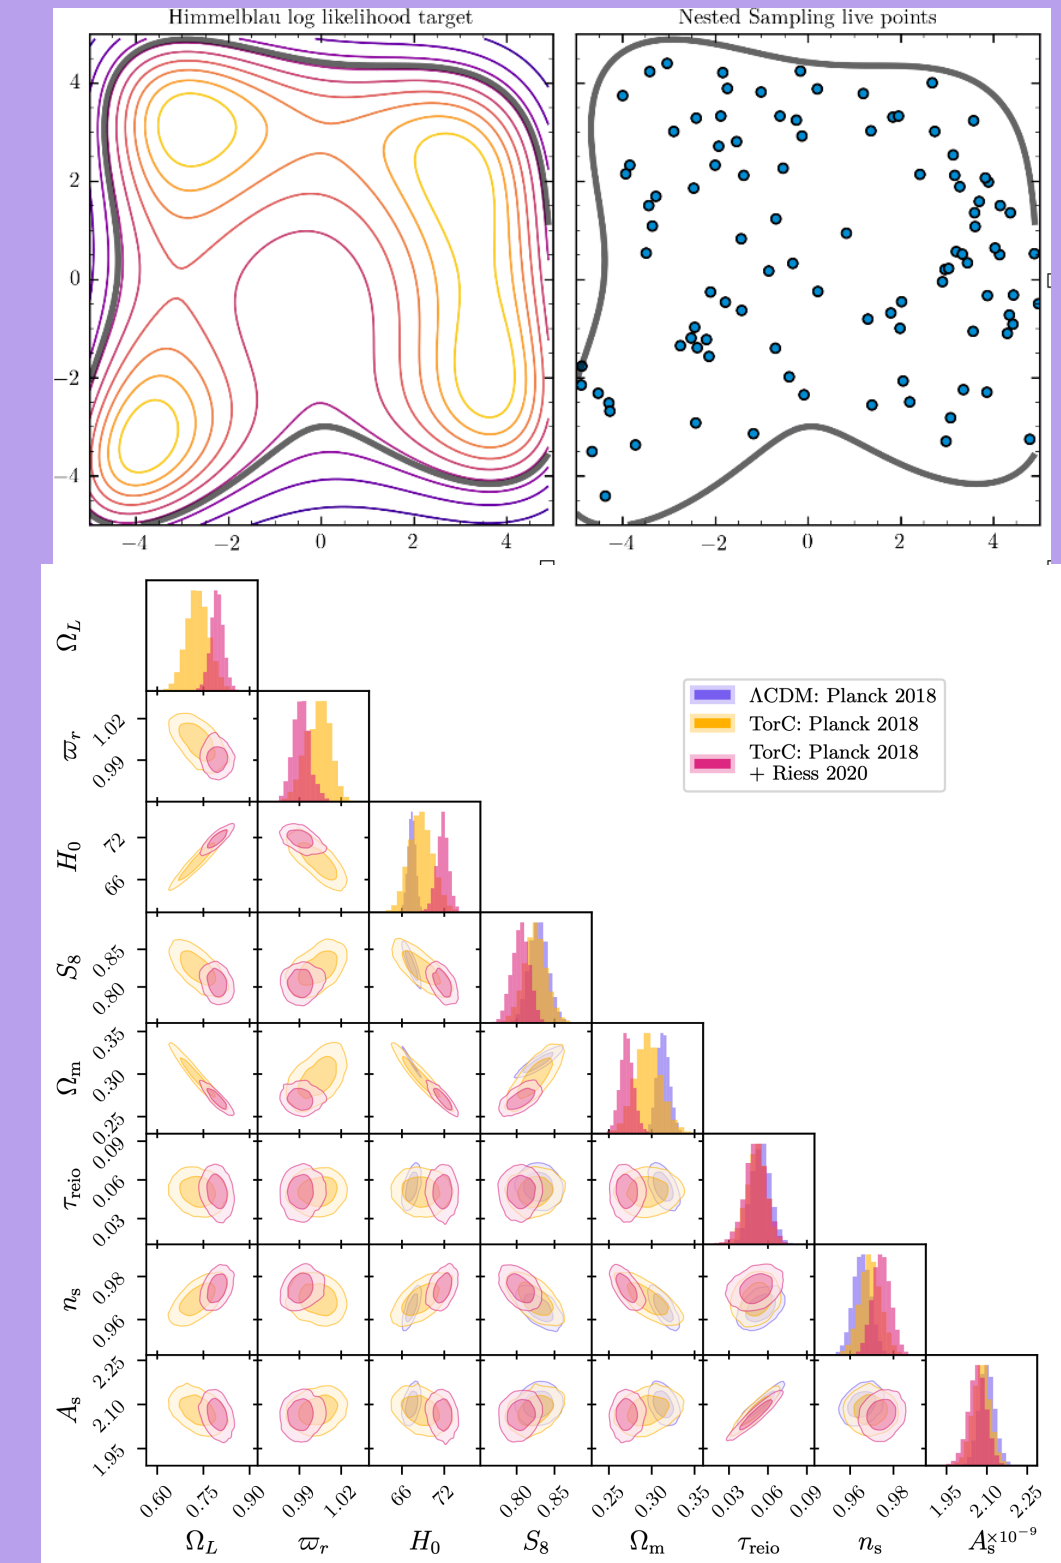 Himmelblau log likelihood target
Nested Sampling live points
4
2
0
−2
−4
−4 −2 0 2 4
−4 −2 0 2 4
ΛCDM: Planck 2018
TorC: Planck 2018
TorC: Planck 2018
+ Riess 2020
Ω_L
ϖ_r
1.02
0.99
H_0
72
66
S_8
0.85
0.80
Ω_m
0.35
0.30
0.25
τ_reio
0.09
0.06
0.03
n_s
0.98
0.96
A_s
2.25
2.10
1.95
0.60 0.75 0.90 0.99 1.02 66 72 0.80 0.85 0.25 0.30 0.35 0.03 0.06 0.09 0.96 0.98 1.95 2.10 2.25
Ω_L ϖ_r H_0 S_8 Ω_m τ_reio n_s A_s×10⁻⁹